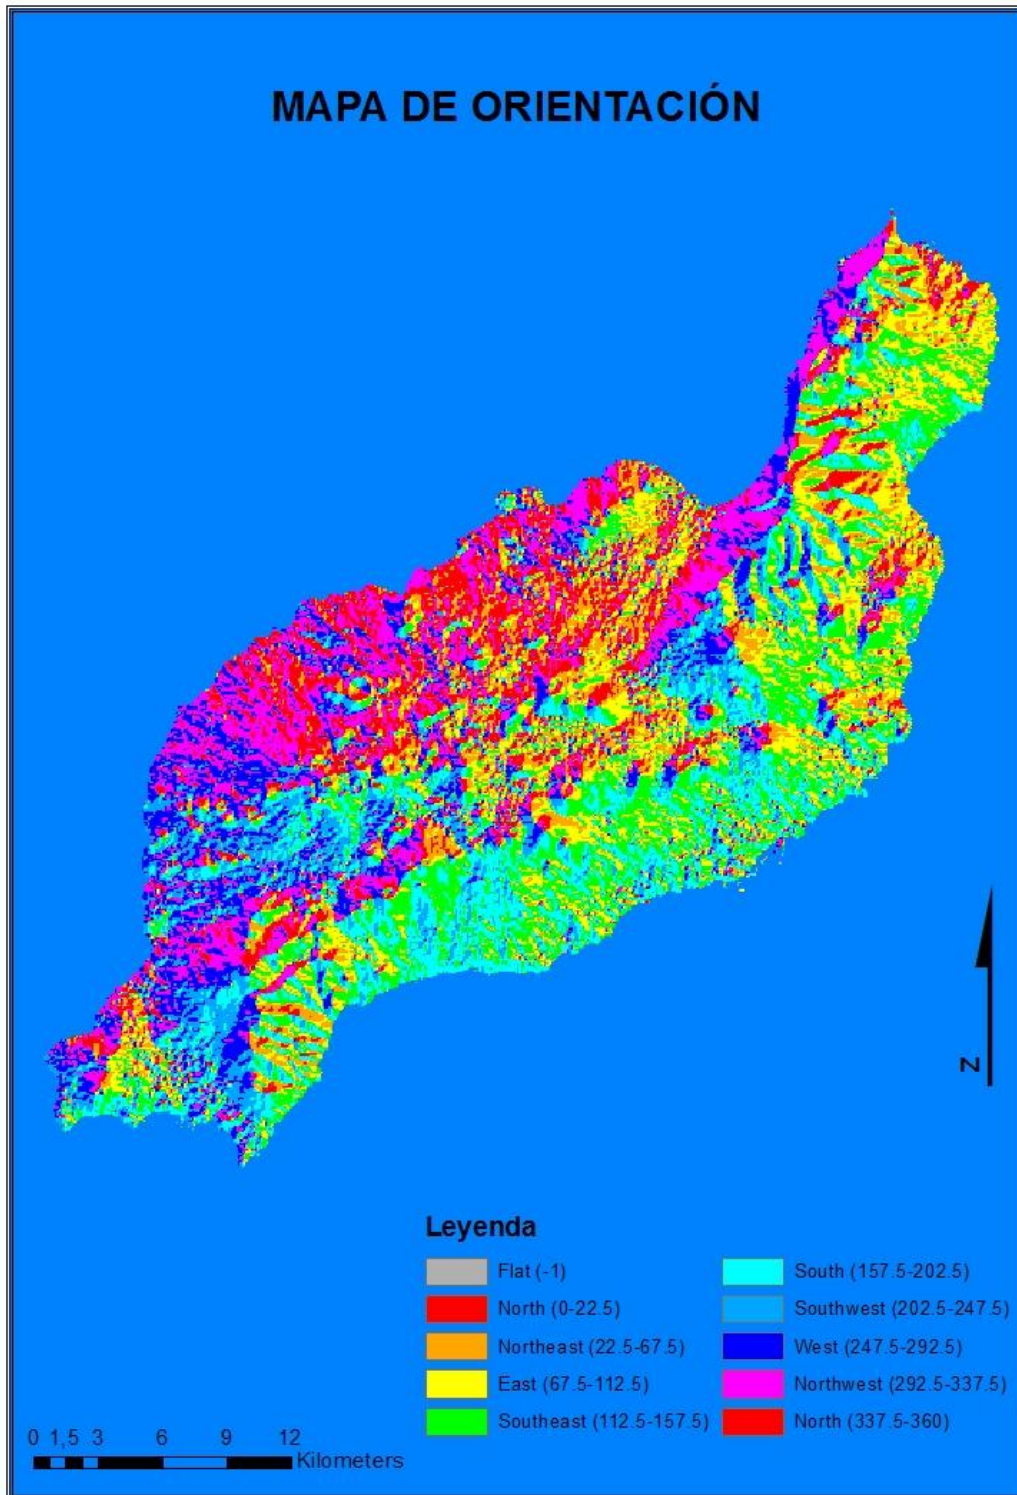 MAPA DE ORIENTACIÓN
N
Leyenda
Flat (-1)
North (0-22.5)
Northeast (22.5-67.5)
East (67.5-112.5)
Southeast (112.5-157.5)
South (157.5-202.5)
Southwest (202.5-247.5)
West (247.5-292.5)
Northwest (292.5-337.5)
North (337.5-360)
0 1,5 3 6 9 12
Kilometers